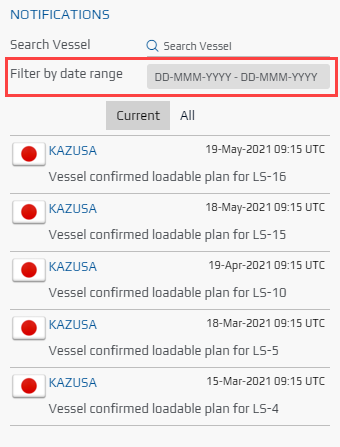 NOTIFICATIONS
Search Vessel Search Vessel
Filter by date range DD-MMM-YYYY - DD-MMM-YYYY
Current All
KAZUSA 19-May-2021 09:15 UTC
Vessel confirmed loadable plan for LS-16
KAZUSA 18-May-2021 09:15 UTC
Vessel confirmed loadable plan for LS-15
KAZUSA 19-Apr-2021 09:15 UTC
Vessel confirmed loadable plan for LS-10
KAZUSA 18-Mar-2021 09:15 UTC
Vessel confirmed loadable plan for LS-5
KAZUSA 15-Mar-2021 09:15 UTC
Vessel confirmed loadable plan for LS-4